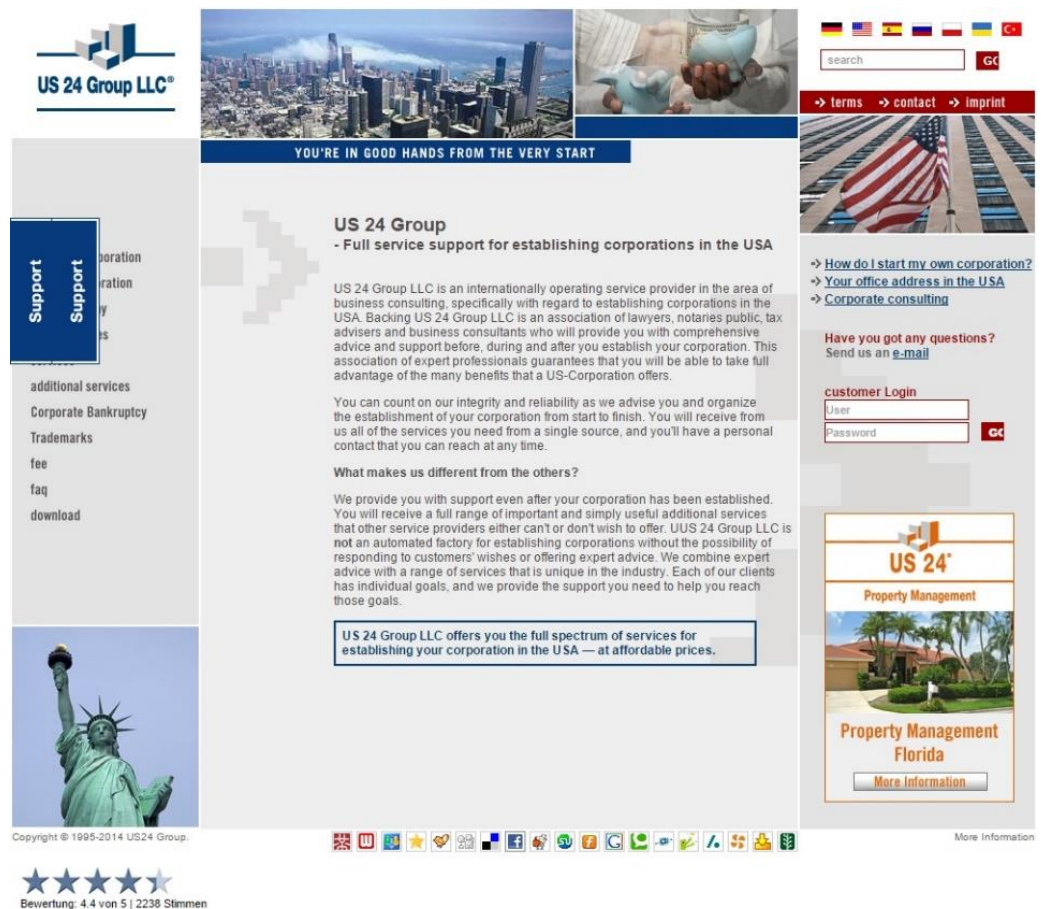 US 24 Group LLC®
search
GO
terms
contact
imprint
YOU'RE IN GOOD HANDS FROM THE VERY START
Support
Support
additional services
Corporate Bankruptcy
Trademarks
fee
faq
download
US 24 Group
- Full service support for establishing corporations in the USA
US 24 Group LLC is an internationally operating service provider in the area of
business consulting, specifically with regard to establishing corporations in the
USA. Backing US 24 Group LLC is an association of lawyers, notaries public, tax
advisers and business consultants who will provide you with comprehensive
advice and support before, during and after you establish your corporation. This
association of expert professionals guarantees that you will be able to take full
advantage of the many benefits that a US-Corporation offers.
You can count on our integrity and reliability as we advise you and organize
the establishment of your corporation from start to finish. You will receive from
us all of the services you need from a single source, and you'll have a personal
contact that you can reach at any time.
What makes us different from the others?
We provide you with support even after your corporation has been established.
You will receive a full range of important and simply useful additional services
that other service providers either can't or don't wish to offer. UUS 24 Group LLC is
not an automated factory for establishing corporations without the possibility of
responding to customers' wishes or offering expert advice. We combine expert
advice with a range of services that is unique in the industry. Each of our clients
has individual goals, and we provide the support you need to help you reach
those goals.
US 24 Group LLC offers you the full spectrum of services for
establishing your corporation in the USA — at affordable prices.
How do I start my own corporation?
Your office address in the USA
Corporate consulting
Have you got any questions?
Send us an e-mail
customer Login
User
Password
GO
US 24
Property Management
Property Management
Florida
More Information
Copyright © 1995-2014 US24 Group.
More Information
Bewertung: 4.4 von 5 | 2238 Stimmen